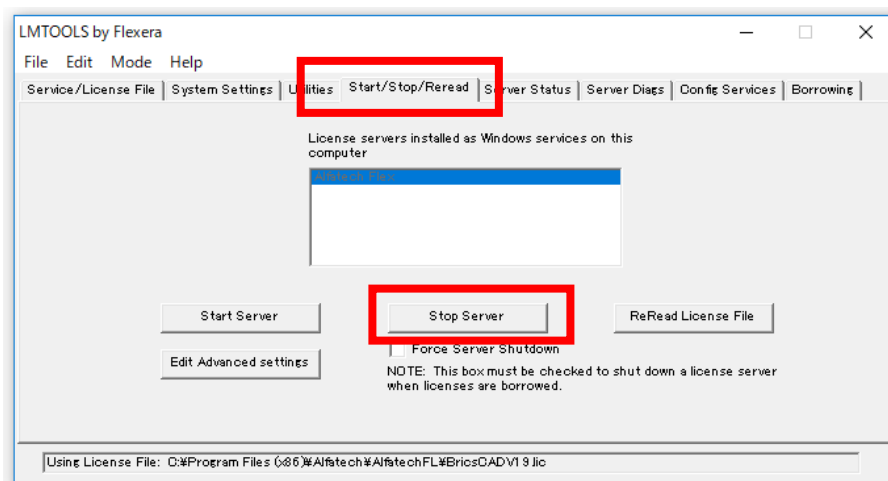 LMTOOLS by Flexera
File Edit Mode Help
Service/License File System Settings Utilities Start/Stop/Reread Server Status Server Diags Config Services Borrowing
License servers installed as Windows services on this
computer
Alfatech Flex
Start Server Stop Server ReRead License File
Force Server Shutdown
Edit Advanced settings
NOTE: This box must be checked to shut down a license server
when licenses are borrowed.
Using License File: C:¥Program Files (x86)¥Alfatech¥AlfatechFL¥BricsCADV19.lic